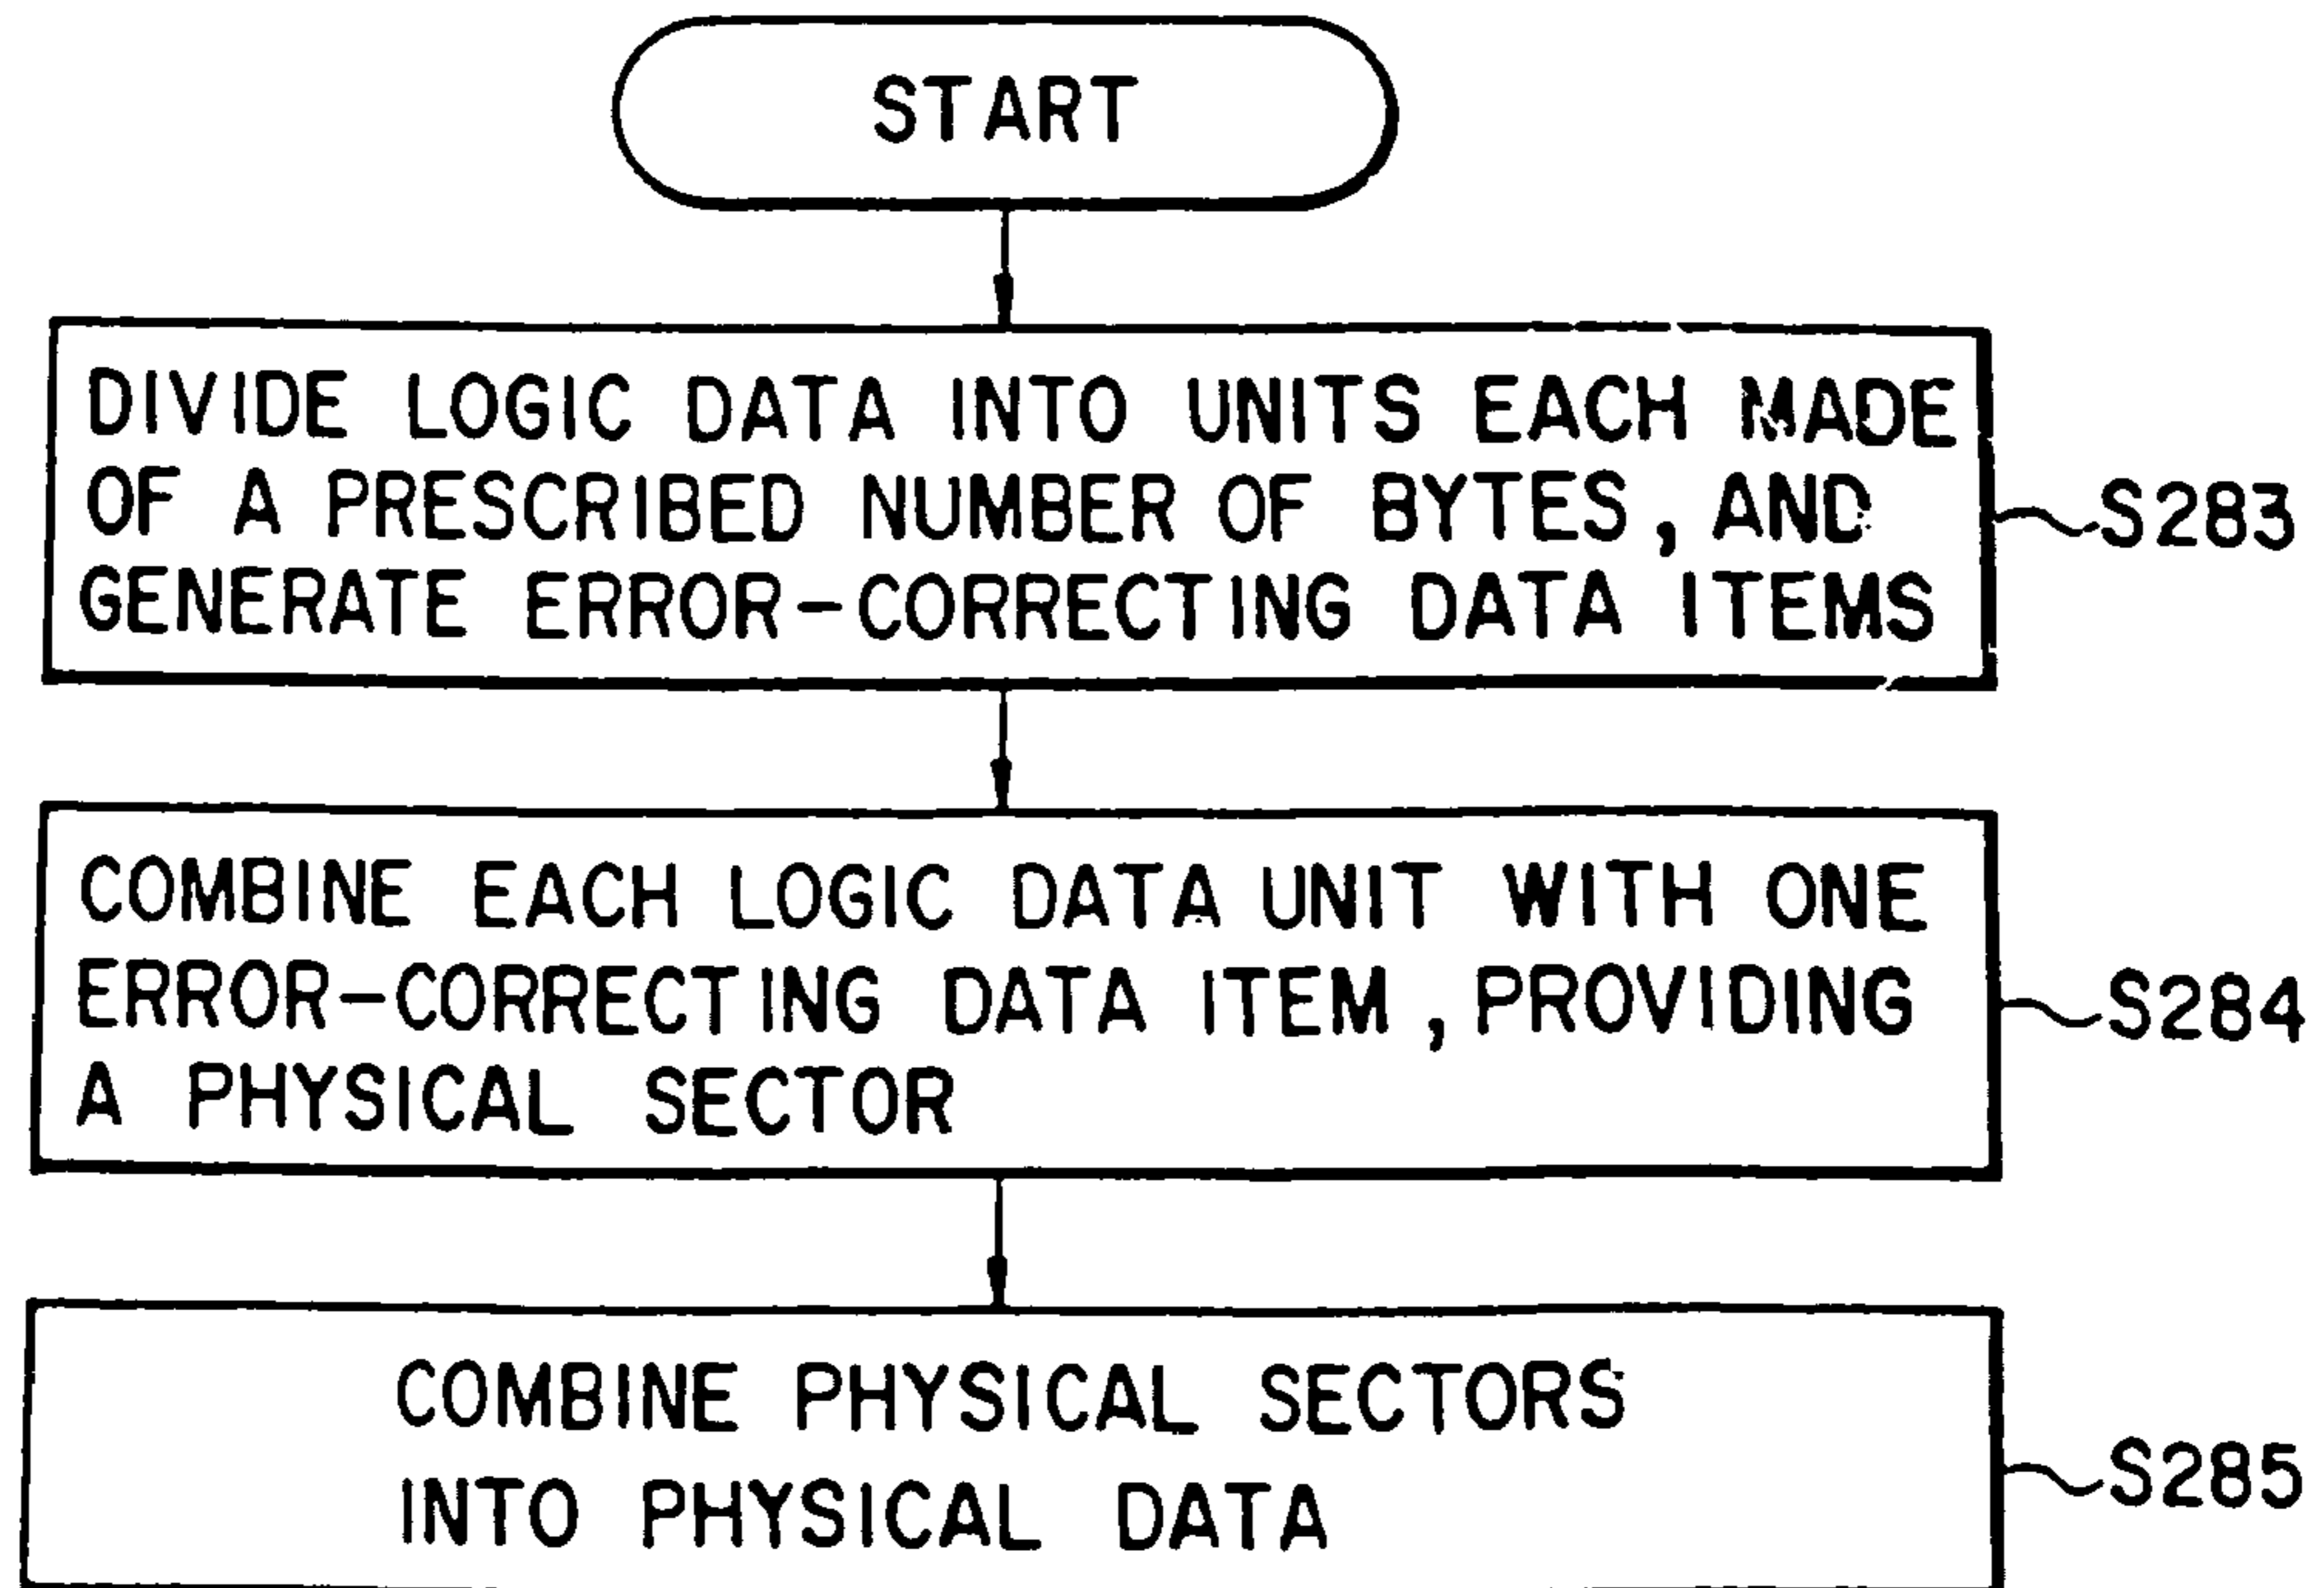 START
DIVIDE LOGIC DATA INTO UNITS EACH MADE
OF A PRESCRIBED NUMBER OF BYTES, AND
GENERATE ERROR-CORRECTING DATA ITEMS
S283
COMBINE EACH LOGIC DATA UNIT WITH ONE
ERROR-CORRECTING DATA ITEM, PROVIDING
A PHYSICAL SECTOR
S284
COMBINE PHYSICAL SECTORS
INTO PHYSICAL DATA
S285